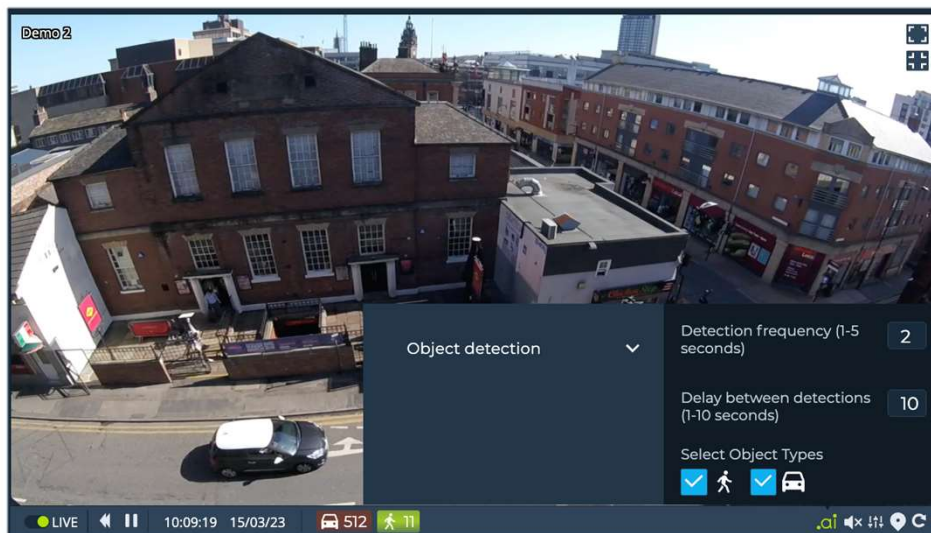 Demo 2
Object detection
Detection frequency (1-5
seconds)
2
Delay between detections
(1-10 seconds)
10
Select Object Types
LIVE
10:09:19 15/03/23
512
11
.ai